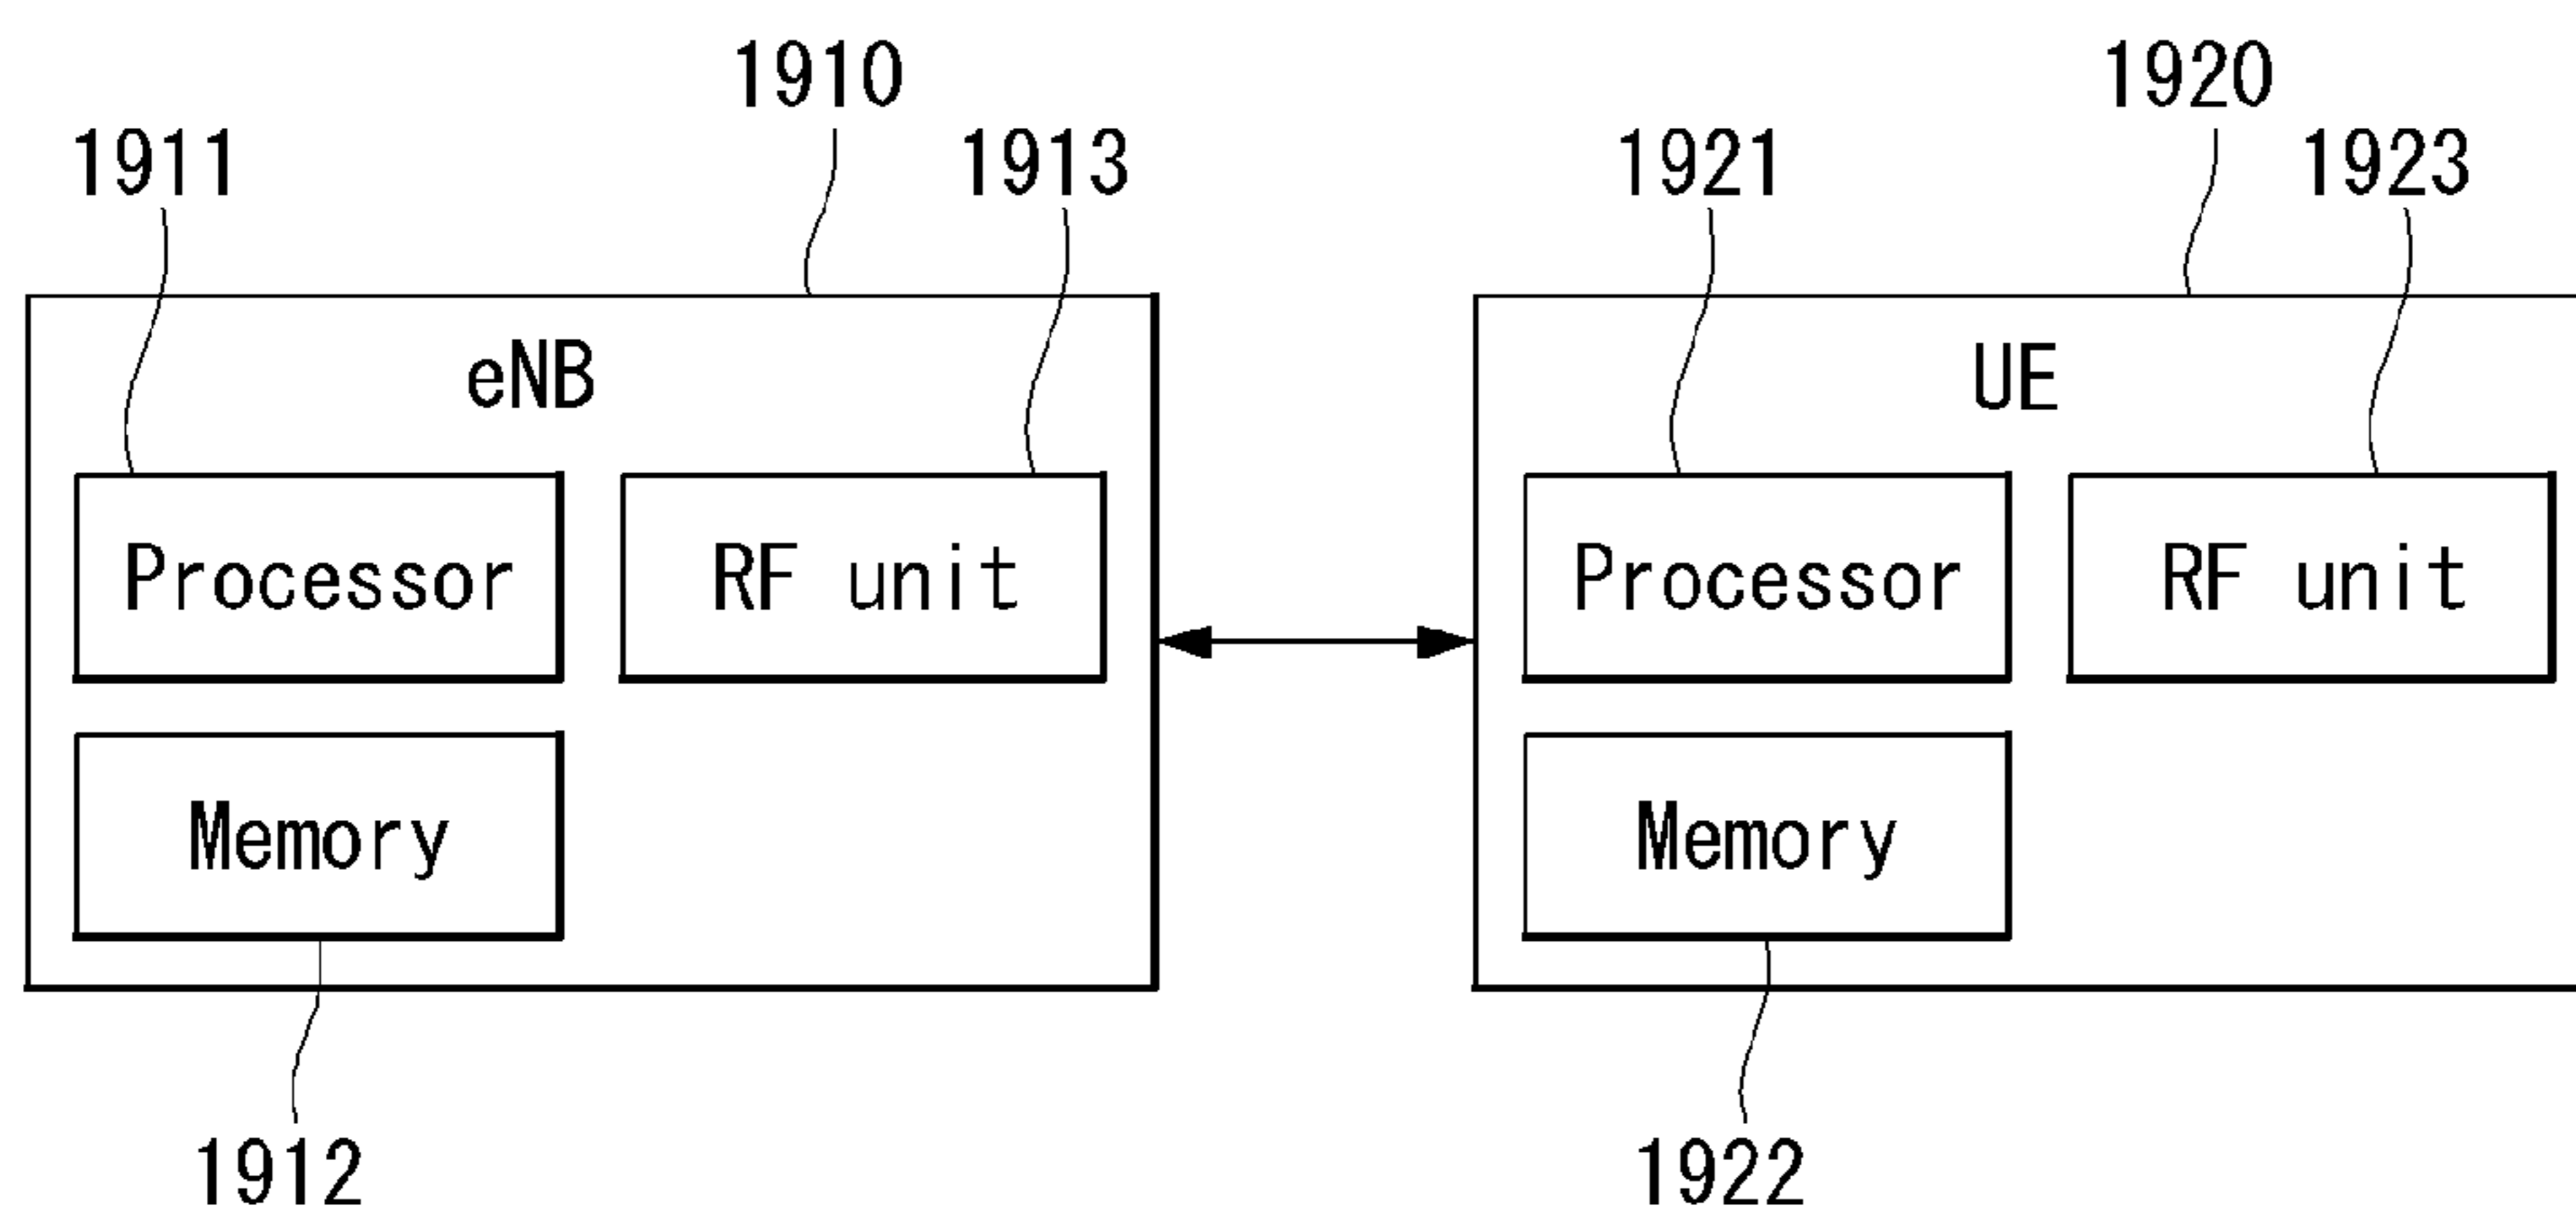 1910
1920
1911
1913
1921
1923
eNB
UE
Processor
RF unit
Processor
RF unit
Memory
Memory
1912
1922